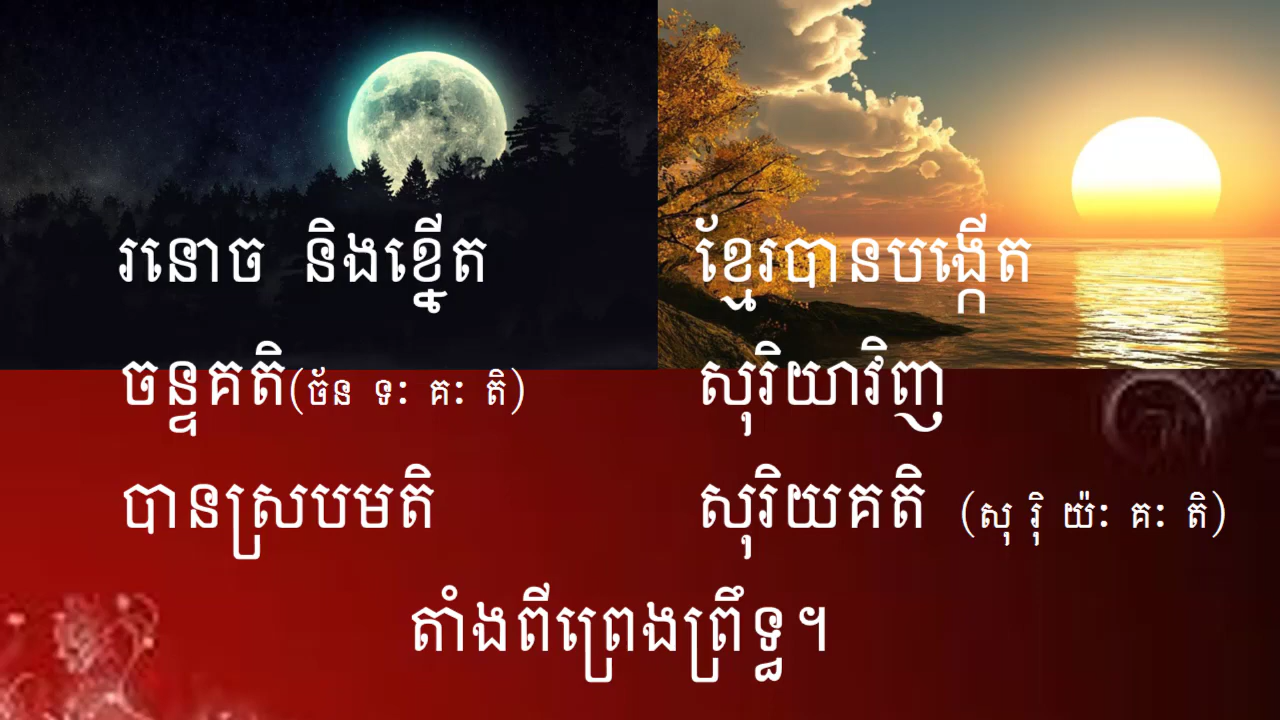 រនោច និងខ្នើត ខ្មែរបានបង្កើត
ចន្ទគតិ(ច័ន ទៈ គៈ តិ) សុរិយាវិញ
បានស្របមតិ សុរិយគតិ (សុ រ៉ិ យ៉ៈ គៈ តិ)
តាំងពីព្រេងព្រឹទ្ធ។